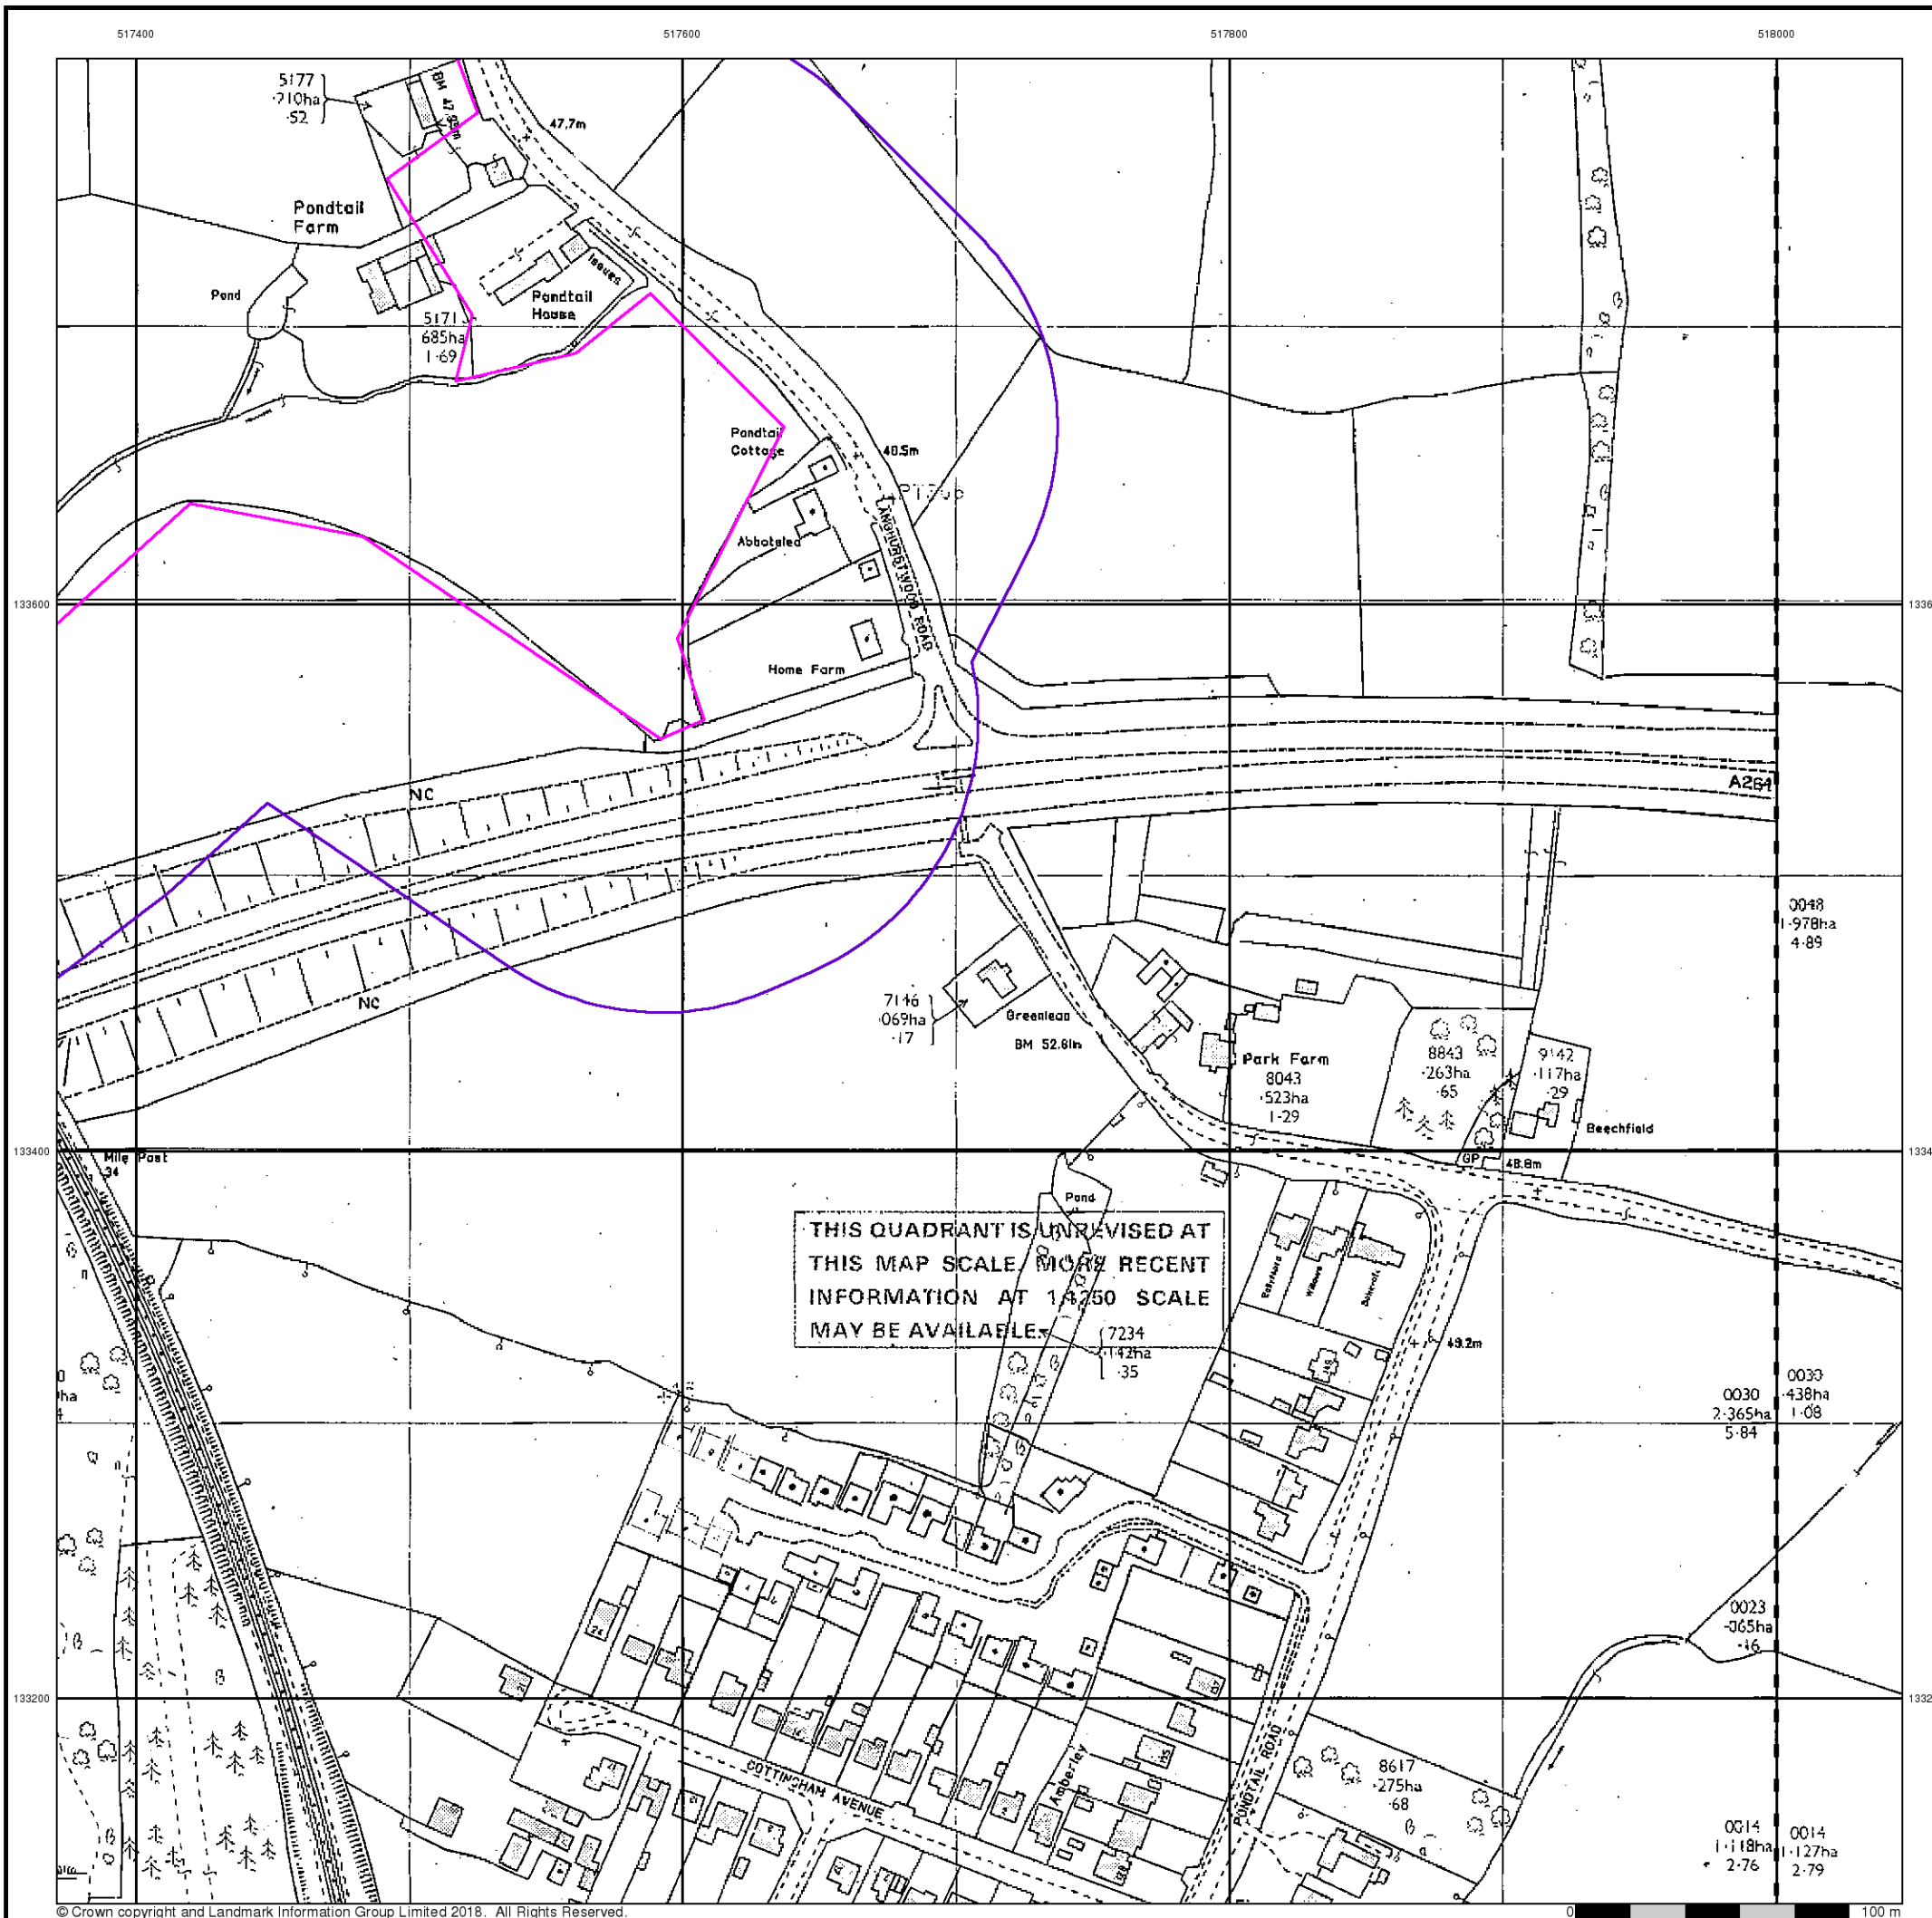 517400
517600
517800
518000
5177
·210ha
·52
47.7m
Pondtail
Farm
Pond
Issues
Pondtail
House
5171
685ha
1·69
Pondtail
Cottage
48.5m
LANGHURSTWOOD ROAD
133600
Home Farm
NC
A264
NC
0048
1·978ha
4·89
7146
·069ha
·17
BM 52.81m
Park Farm
8043
·523ha
1·29
8843
·263ha
·65
9142
·117ha
·29
Beechfield
133400
Mile Post
34
GP
48.8m
Pond
THIS QUADRANT IS UNREVISED AT
THIS MAP SCALE. MORE RECENT
INFORMATION AT 1:1250 SCALE
MAY BE AVAILABLE
7234
·142ha
·35
Willows
49.2m
0030
2·365ha
5·84
0030
·438ha
1·08
0023
·065ha
·16
133200
COTTINGHAM AVENUE
Amberley
PONDTAIL ROAD
8617
·275ha
·68
0014
1·118ha
2·76
0014
1·127ha
2·79
© Crown copyright and Landmark Information Group Limited 2018. All Rights Reserved.
0
100 m